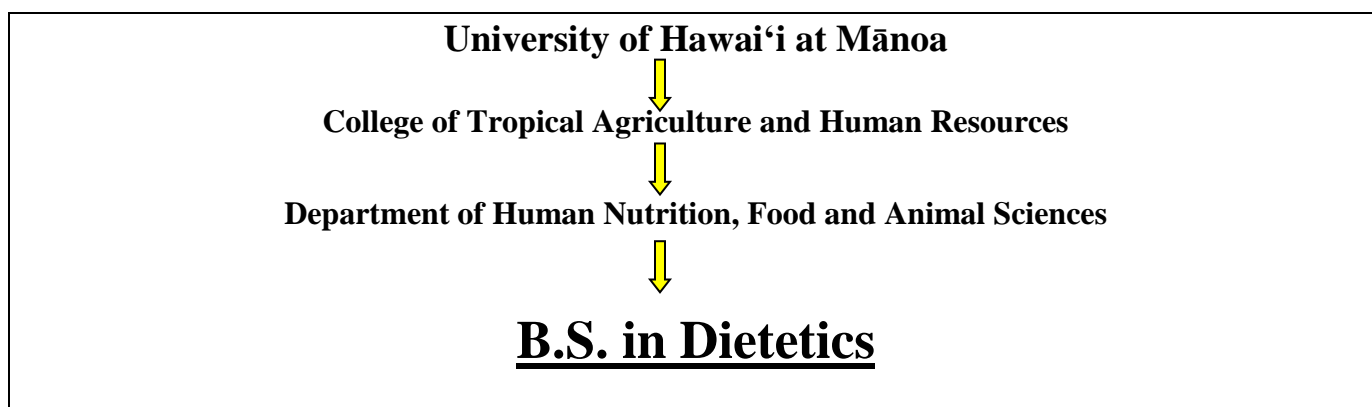 University of Hawai‘i at Mānoa
College of Tropical Agriculture and Human Resources
Department of Human Nutrition, Food and Animal Sciences
B.S. in Dietetics